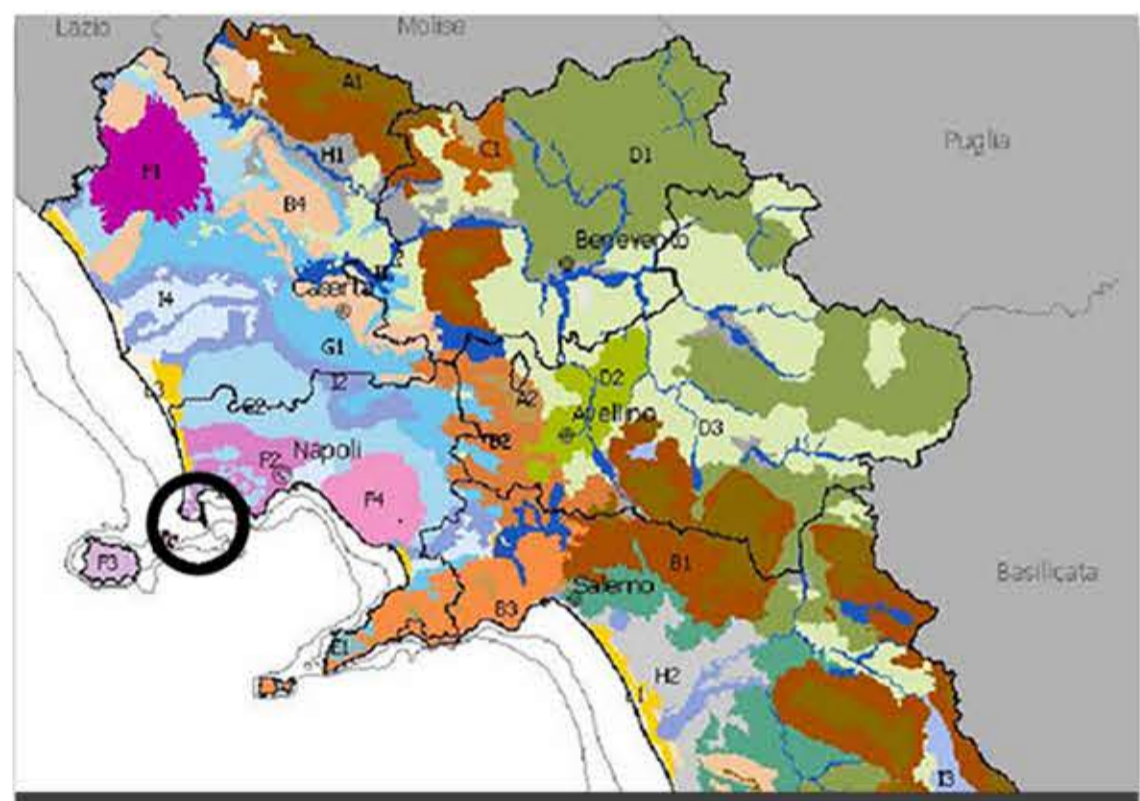 Lazio
Molise
Puglia
A1
H1
C1
D1
F1
B4
Benevento
I4
Caserta
G1
I2
D2
A2
Avellino
D3
B2
Napoli
F2
F4
F3
B1
Salerno
Basilicata
B3
E1
H2
I3